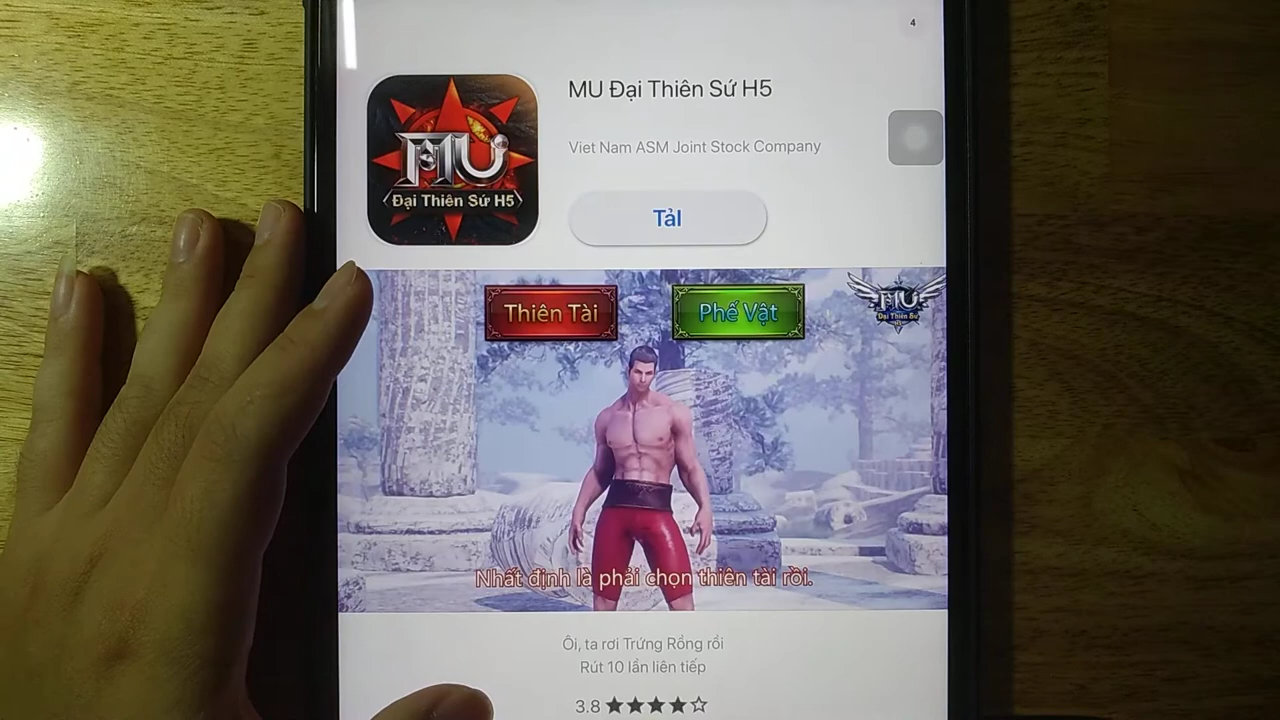 4
MU Đại Thiên Sứ H5
Viet Nam ASM Joint Stock Company
MU
Đại Thiên Sứ H5
Tải
Thiên Tài
Phế Vật
MU
Đại Thiên Sứ
H5
Nhất định là phải chọn thiên tài rồi.
Ôi, ta rơi Trứng Rồng rồi
Rút 10 lần liên tiếp
3.8 ★★★★☆